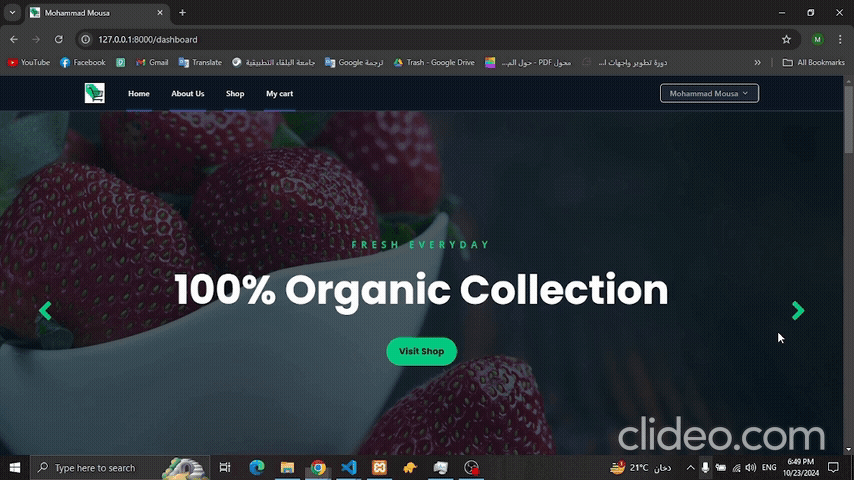 Mohammad Mousa
127.0.0.1:8000/dashboard
M
YouTube
Facebook
Gmail
Translate
جامعة البلقاء التطبيقية
ترجمة Google
Trash - Google Drive
محول PDF - حول الم...
دورة تطوير واجهات ا...
All Bookmarks
Home
About Us
Shop
My cart
Mohammad Mousa
FRESH EVERYDAY
100% Organic Collection
Visit Shop
clideo.com
Type here to search
21°C دخان
ENG
6:49 PM
10/23/2024